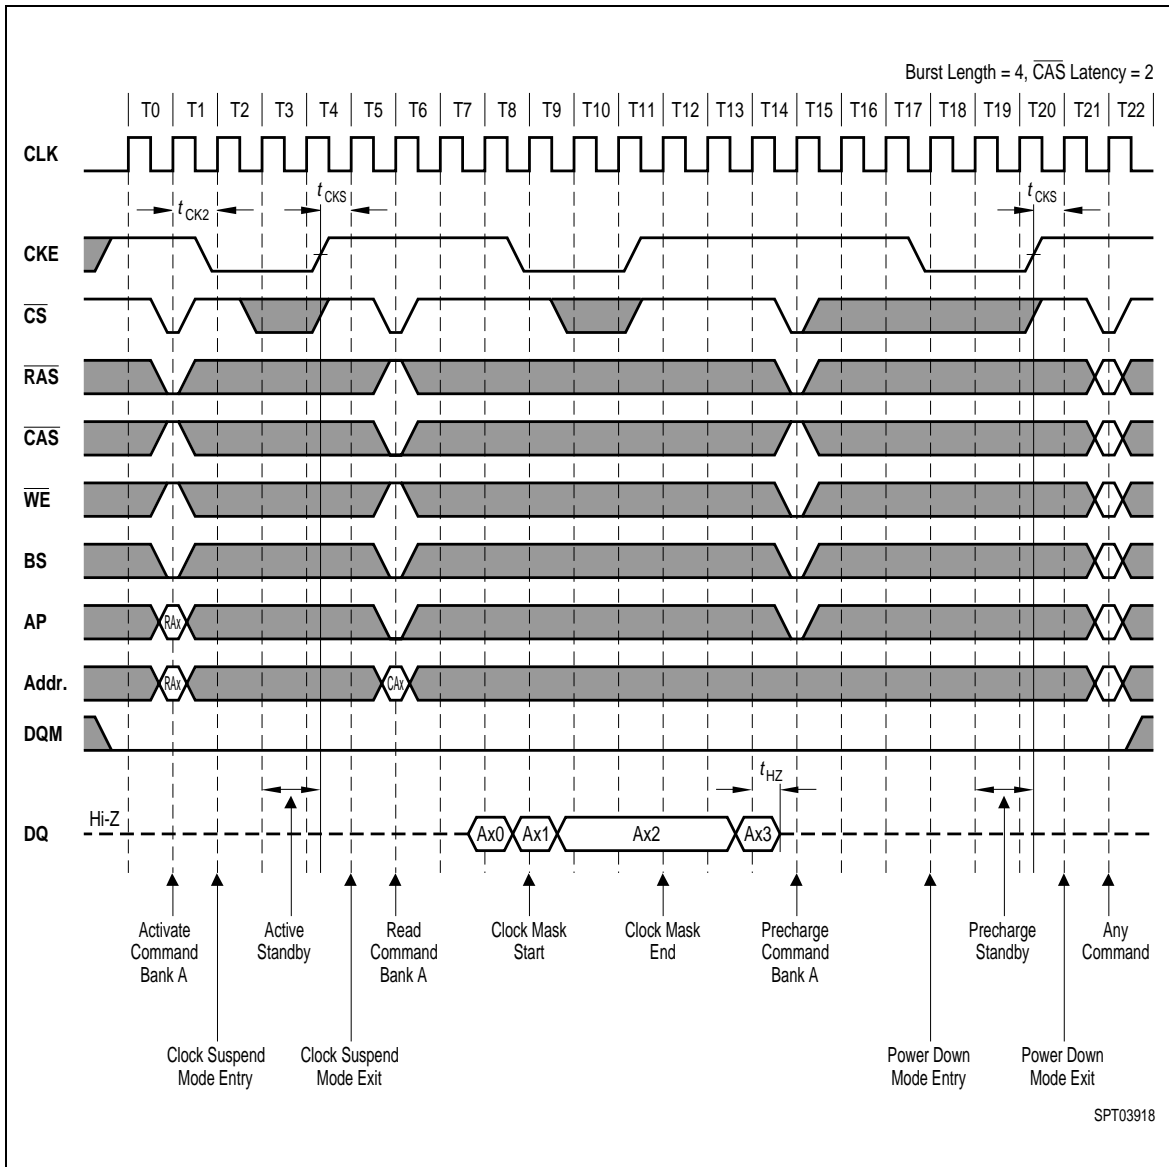 Burst Length = 4, CAS Latency = 2
T0 T1 T2 T3 T4 T5 T6 T7 T8 T9 T10 T11 T12 T13 T14 T15 T16 T17 T18 T19 T20 T21 T22
CLK
tCK2 tCKS tCKS
CKE
CS
RAS
CAS
WE
BS
AP RAx
Addr. RAx CAx
DQM
tHZ
DQ Hi-Z Ax0 Ax1 Ax2 Ax3
Activate Command Bank A
Active Standby
Read Command Bank A
Clock Mask Start
Clock Mask End
Precharge Command Bank A
Precharge Standby
Any Command
Clock Suspend Mode Entry
Clock Suspend Mode Exit
Power Down Mode Entry
Power Down Mode Exit
SPT03918